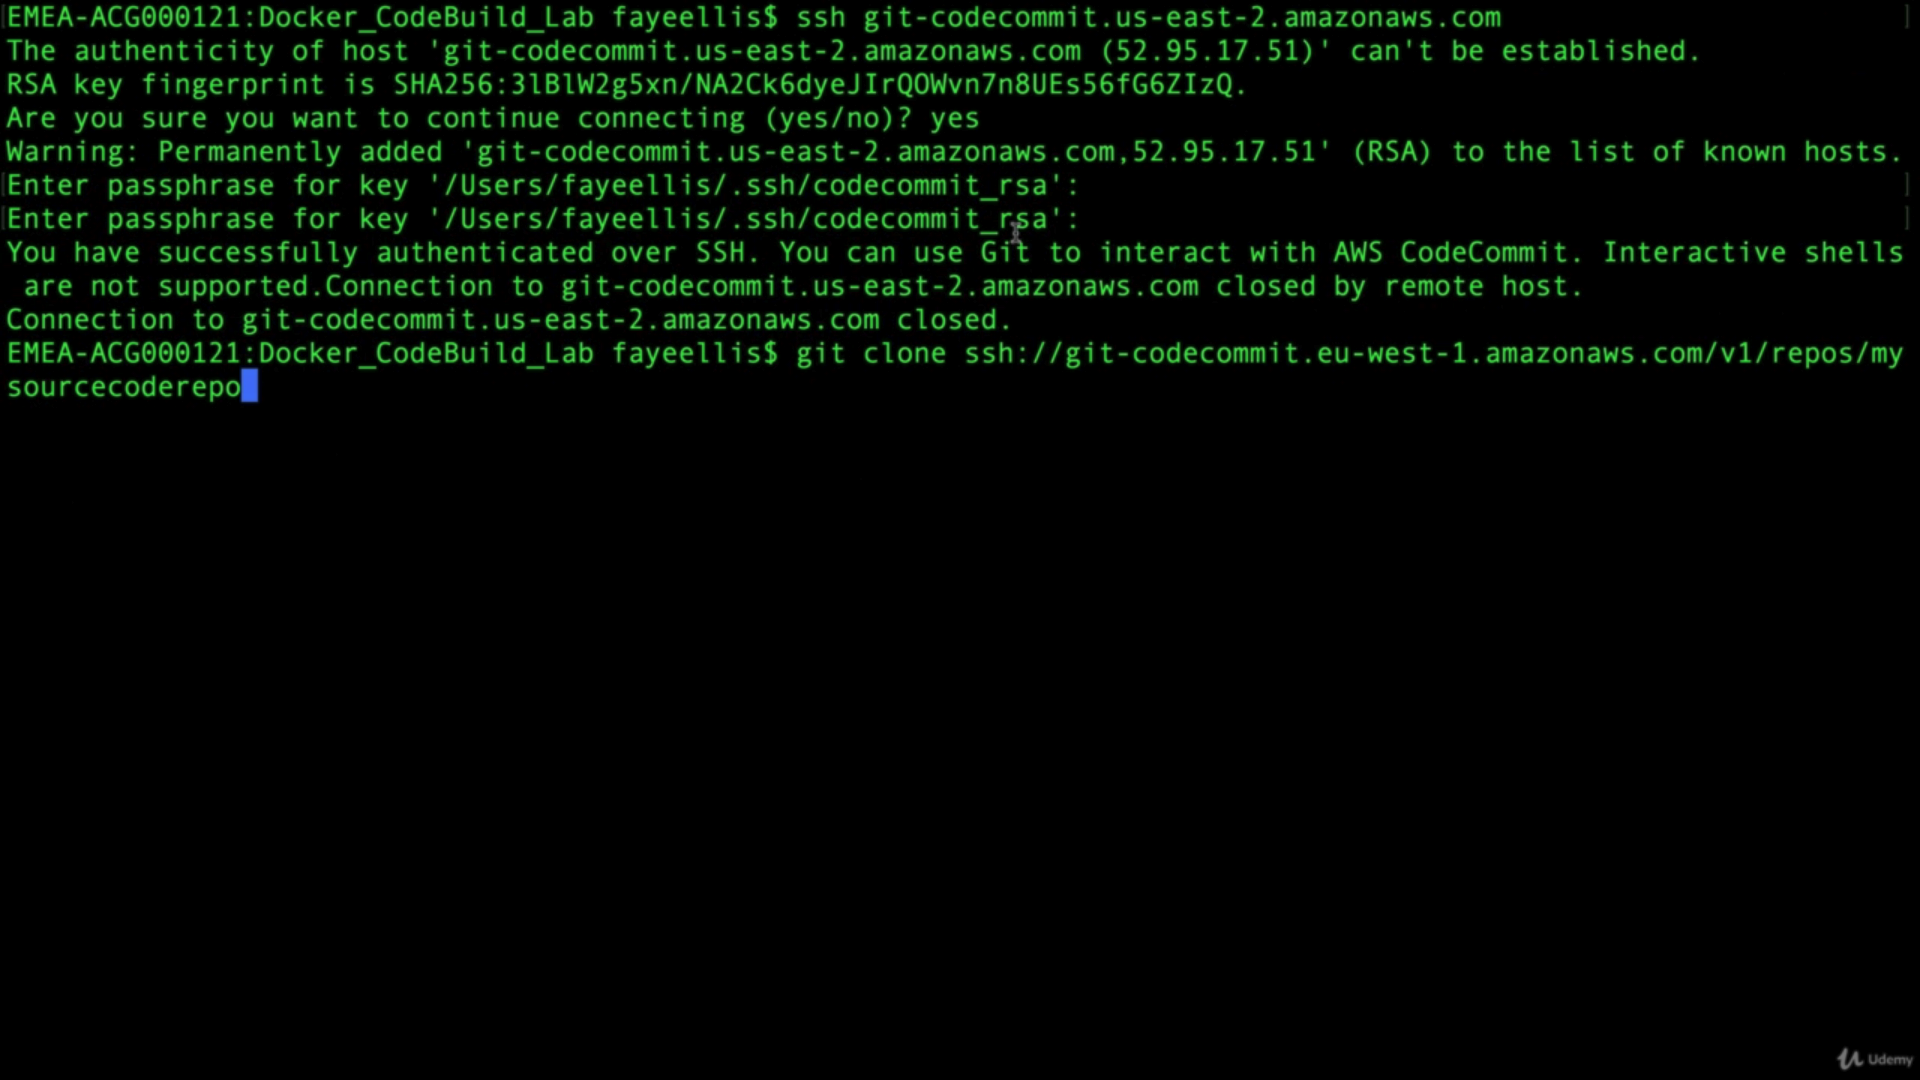 EMEA-ACG000121:Docker_CodeBuild_Lab fayeellis$ ssh git-codecommit.us-east-2.amazonaws.com
The authenticity of host 'git-codecommit.us-east-2.amazonaws.com (52.95.17.51)' can't be established.
RSA key fingerprint is SHA256:3lBlW2g5xn/NA2Ck6dyeJIrQOWvn7n8UEs56fG6ZIzQ.
Are you sure you want to continue connecting (yes/no)? yes
Warning: Permanently added 'git-codecommit.us-east-2.amazonaws.com,52.95.17.51' (RSA) to the list of known hosts.
Enter passphrase for key '/Users/fayeellis/.ssh/codecommit_rsa':
Enter passphrase for key '/Users/fayeellis/.ssh/codecommit_rsa':
You have successfully authenticated over SSH. You can use Git to interact with AWS CodeCommit. Interactive shells
 are not supported.Connection to git-codecommit.us-east-2.amazonaws.com closed by remote host.
Connection to git-codecommit.us-east-2.amazonaws.com closed.
EMEA-ACG000121:Docker_CodeBuild_Lab fayeellis$ git clone ssh://git-codecommit.eu-west-1.amazonaws.com/v1/repos/my
sourcecoderepo
Udemy